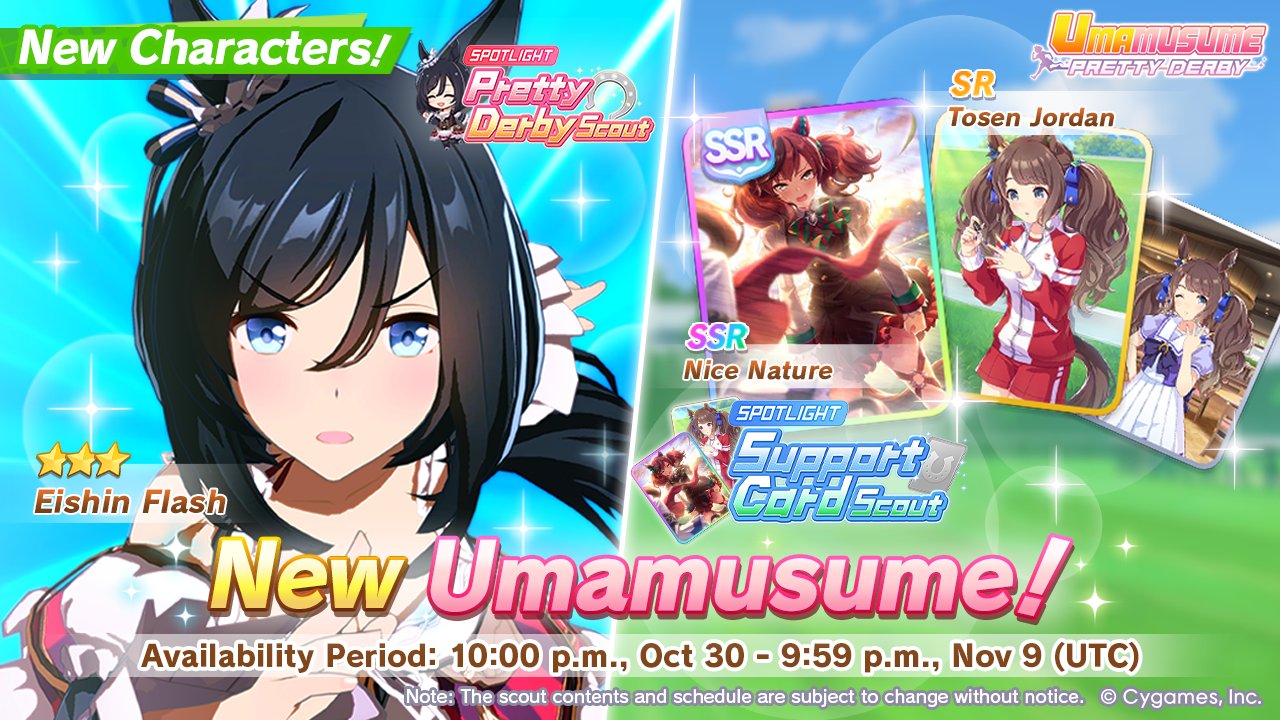 New Characters!
SPOTLIGHT
Pretty
Derby Scout
UMAMUSUME
PRETTY DERBY
SR
Tosen Jordan
SSR
SSR
Nice Nature
SPOTLIGHT
Support
Card Scout
★★★
Eishin Flash
New Umamusume!
Availability Period: 10:00 p.m., Oct 30 – 9:59 p.m., Nov 9 (UTC)
Note: The scout contents and schedule are subject to change without notice. © Cygames, Inc.